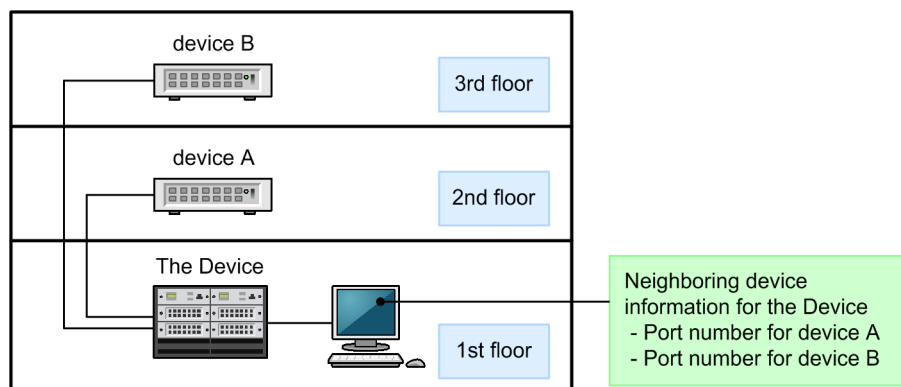 device B
3rd floor
device A
2nd floor
The Device
1st floor
Neighboring device
information for the Device
- Port number for device A
- Port number for device B